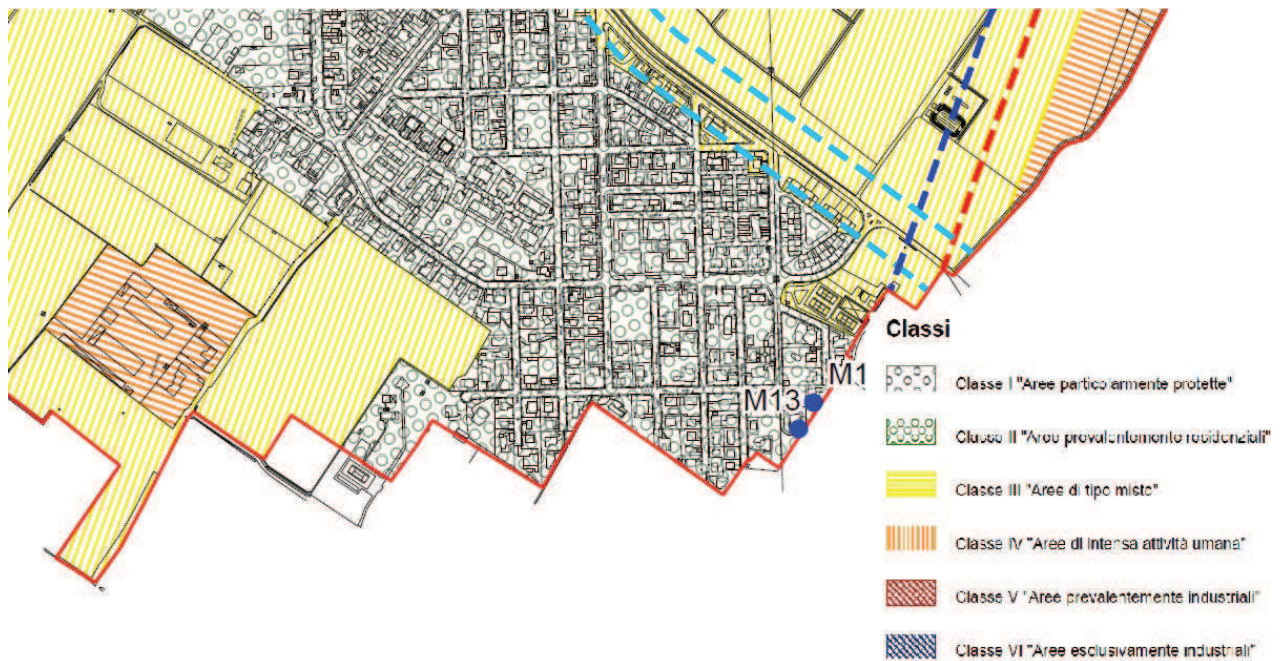 Classi
M1
M13
Classe I "Aree particolarmente protette"
Classe II "Aree prevalentemente residenziali"
Classe III "Aree di tipo misto"
Classe IV "Aree di intensa attività umana"
Classe V "Aree prevalentemente industriali"
Classe VI "Aree esclusivamente industriali"